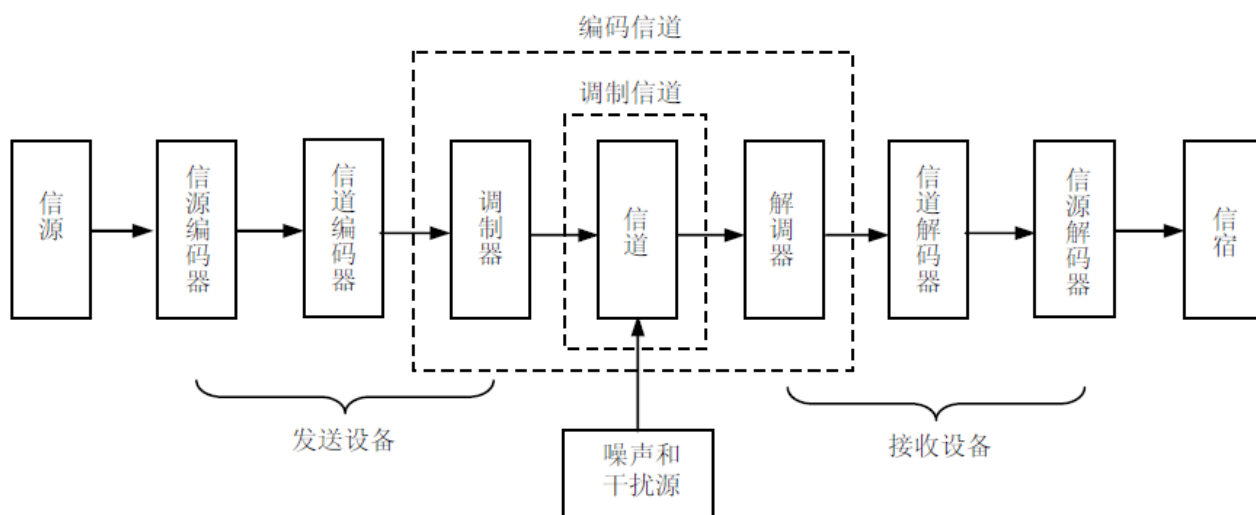 编码信道
调制信道
信源
信源编码器
信道编码器
调制器
信道
解调器
信道解码器
信源解码器
信宿
发送设备
噪声和
干扰源
接收设备